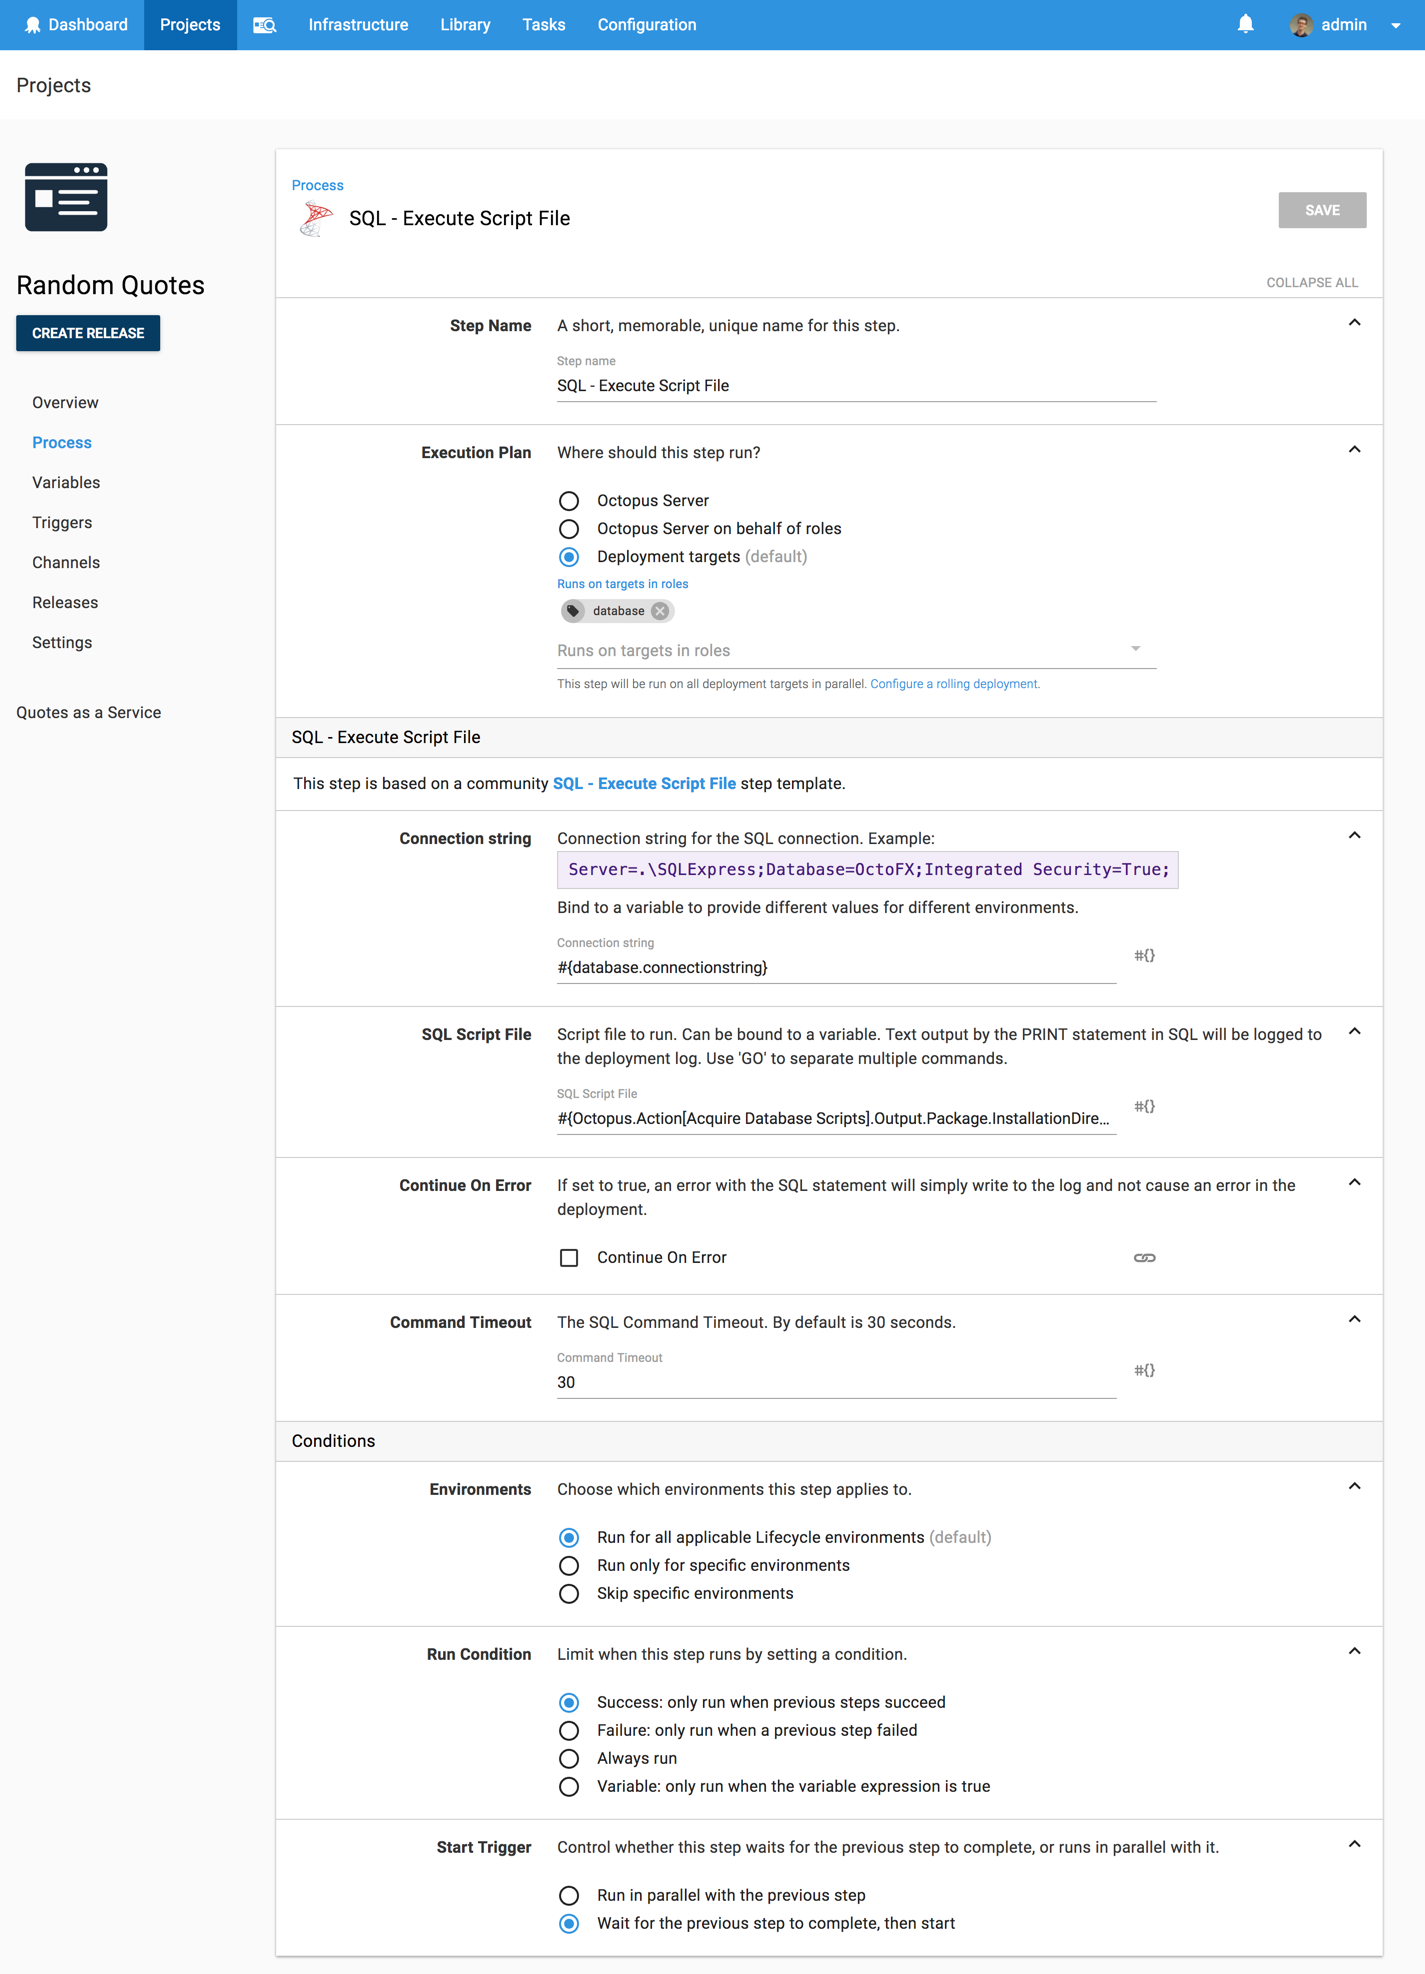 Dashboard Projects Infrastructure Library Tasks Configuration admin
Projects
Process
SQL - Execute Script File
SAVE
COLLAPSE ALL
Random Quotes
CREATE RELEASE
Overview
Process
Variables
Triggers
Channels
Releases
Settings
Quotes as a Service
Step Name A short, memorable, unique name for this step.
Step name
SQL - Execute Script File
Execution Plan Where should this step run?
Octopus Server
Octopus Server on behalf of roles
Deployment targets (default)
Runs on targets in roles
database
Runs on targets in roles
This step will be run on all deployment targets in parallel. Configure a rolling deployment.
SQL - Execute Script File
This step is based on a community SQL - Execute Script File step template.
Connection string Connection string for the SQL connection. Example:
Server=.\SQLExpress;Database=OctoFX;Integrated Security=True;
Bind to a variable to provide different values for different environments.
Connection string
#{database.connectionstring} #{}
SQL Script File Script file to run. Can be bound to a variable. Text output by the PRINT statement in SQL will be logged to
the deployment log. Use 'GO' to separate multiple commands.
SQL Script File
#{Octopus.Action[Acquire Database Scripts].Output.Package.InstallationDire... #{}
Continue On Error If set to true, an error with the SQL statement will simply write to the log and not cause an error in the
deployment.
Continue On Error
Command Timeout The SQL Command Timeout. By default is 30 seconds.
Command Timeout
30 #{}
Conditions
Environments Choose which environments this step applies to.
Run for all applicable Lifecycle environments (default)
Run only for specific environments
Skip specific environments
Run Condition Limit when this step runs by setting a condition.
Success: only run when previous steps succeed
Failure: only run when a previous step failed
Always run
Variable: only run when the variable expression is true
Start Trigger Control whether this step waits for the previous step to complete, or runs in parallel with it.
Run in parallel with the previous step
Wait for the previous step to complete, then start